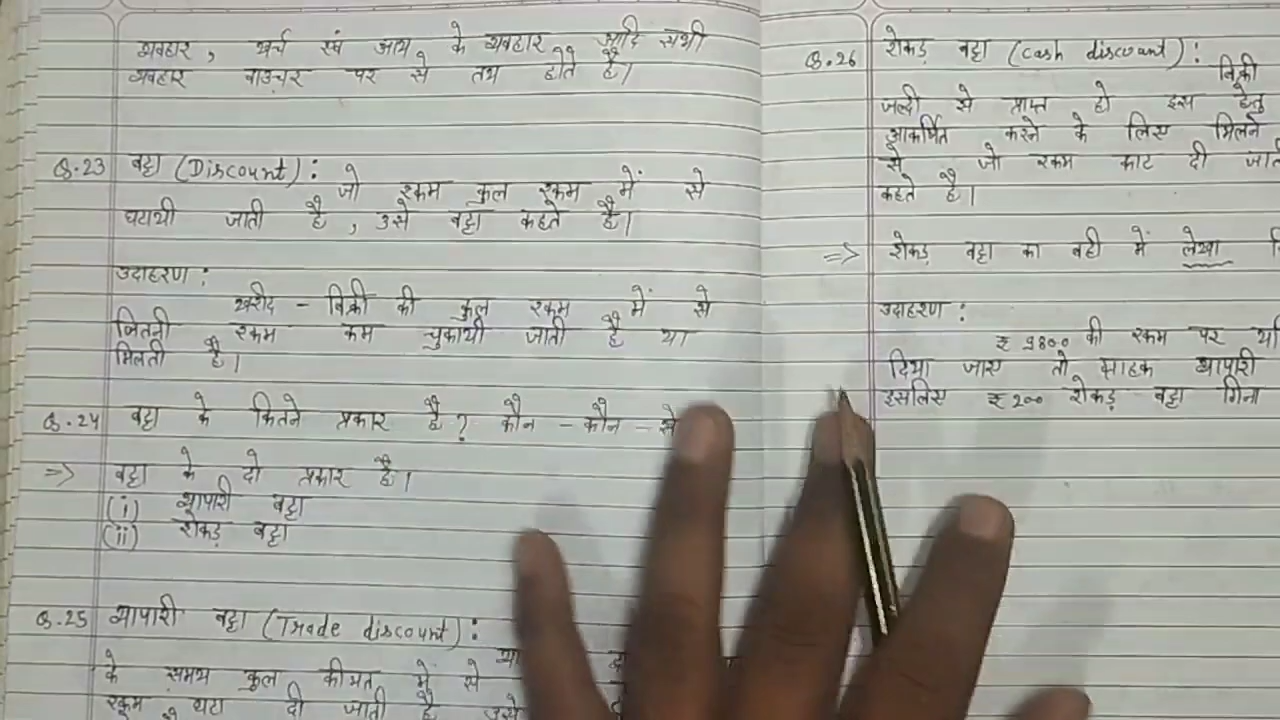 व्यवहार, खर्च एवं आय के व्यवहार आदि सभी
व्यवहार वाउचर पर से तय होते हैं।
Q.23 बट्टा (Discount) :
जो रकम कुल रकम में से
घटायी जाती है, उसे बट्टा कहते हैं।
उदाहरण :
खरीद - बिक्री की कुल रकम में से
जितनी रकम कम चुकायी जाती है या
मिलती है।
Q.24 बट्टा के कितने प्रकार है? कौन - कौन - से
=> बट्टा के दो प्रकार है।
(i) व्यापारी बट्टा
(ii) रोकड़ बट्टा
Q.25 व्यापारी बट्टा (Trade discount) :
के समय कुल कीमत में से
रकम घटा दी जाती है उसे
Q.26 रोकड़ बट्टा (cash discount) :
बिक्री
जल्दी से प्राप्त हो इस हेतु
आकर्षित करने के लिए मिलने
से जो रकम काट दी
कहते है।
=> रोकड़ बट्टा का बही में लेखा
उदाहरण :
की रकम पर
दिया जाए तो ग्राहक व्यापारी
इसलिए ₹ 200 रोकड़ बट्टा गिना